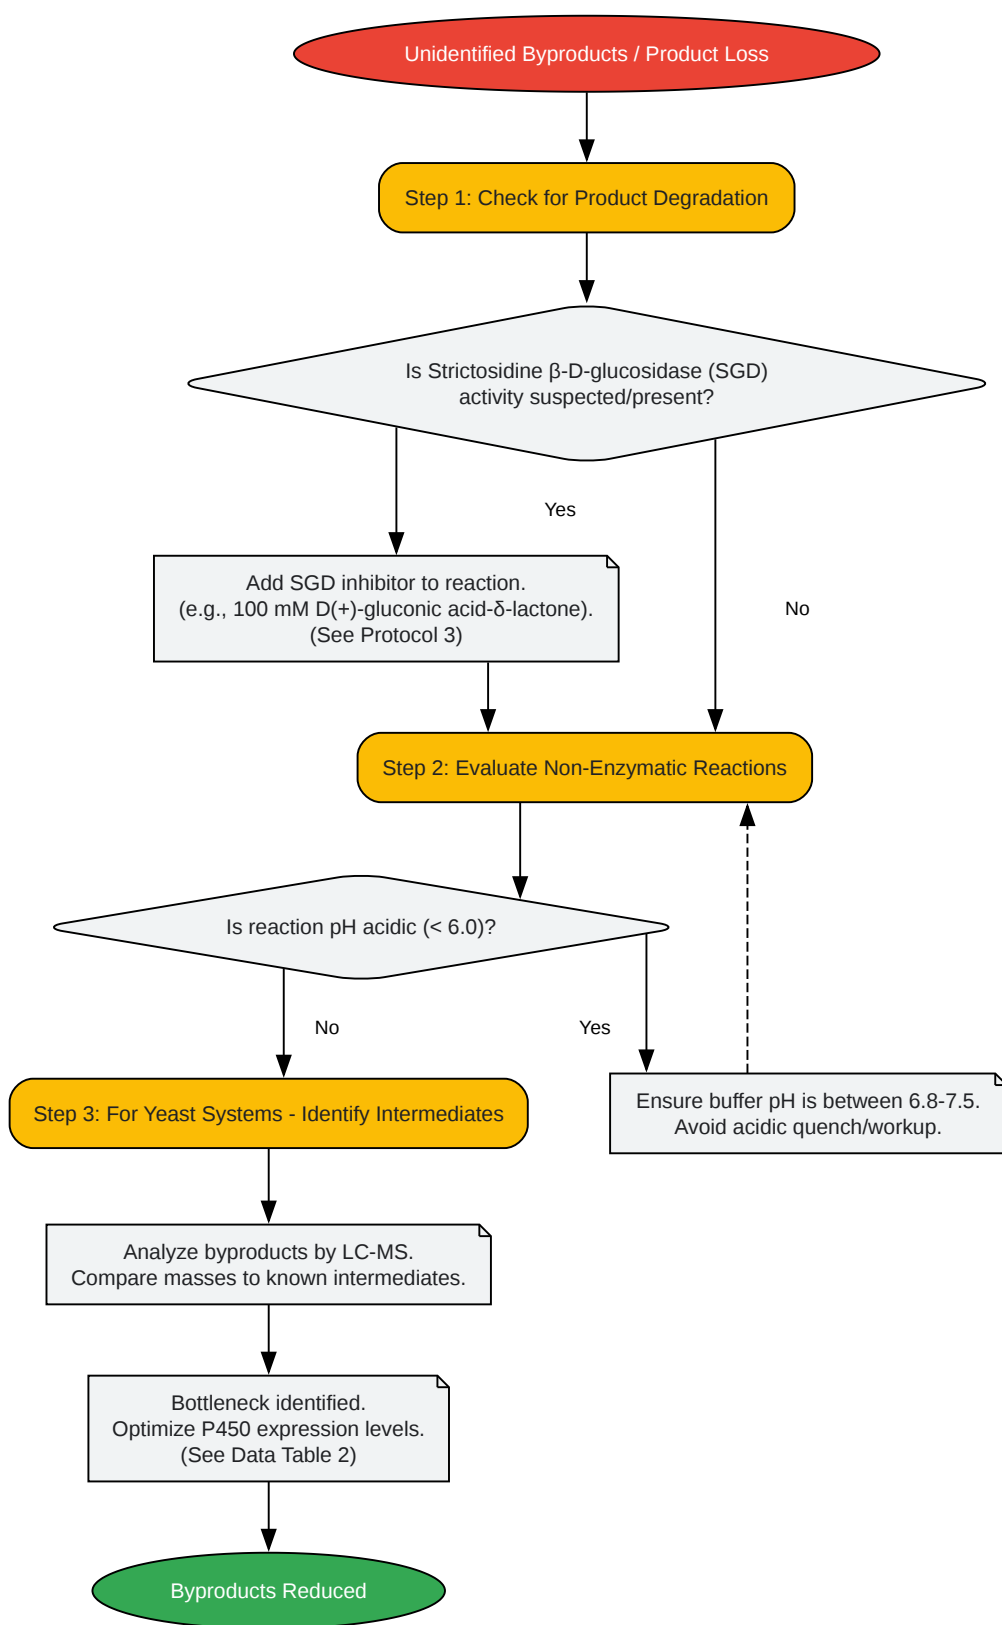 Unidentified Byproducts / Product Loss
Step 1: Check for Product Degradation
Is Strictosidine β-D-glucosidase (SGD)
activity suspected/present?
Yes
Add SGD inhibitor to reaction.
(e.g., 100 mM D(+)-gluconic acid-δ-lactone).
(See Protocol 3)
No
Step 2: Evaluate Non-Enzymatic Reactions
Is reaction pH acidic (< 6.0)?
No
Yes
Step 3: For Yeast Systems - Identify Intermediates
Ensure buffer pH is between 6.8-7.5.
Avoid acidic quench/workup.
Analyze byproducts by LC-MS.
Compare masses to known intermediates.
Bottleneck identified.
Optimize P450 expression levels.
(See Data Table 2)
Byproducts Reduced